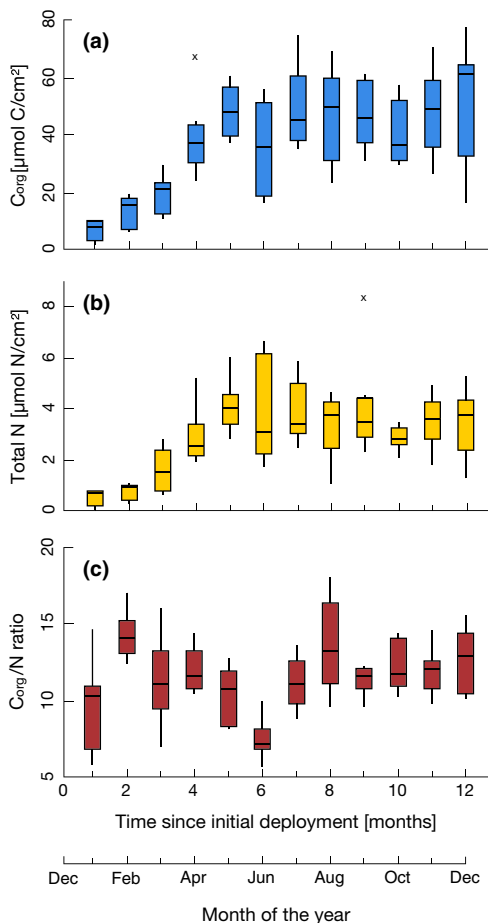 (a)
Corg [µmol C/cm²]
80
60
40
20
0
x
(b)
Total N [µmol N/cm²]
8
6
4
2
0
x
(c)
Corg/N ratio
20
15
10
5
0 2 4 6 8 10 12
Time since initial deployment [months]
Dec Feb Apr Jun Aug Oct Dec
Month of the year